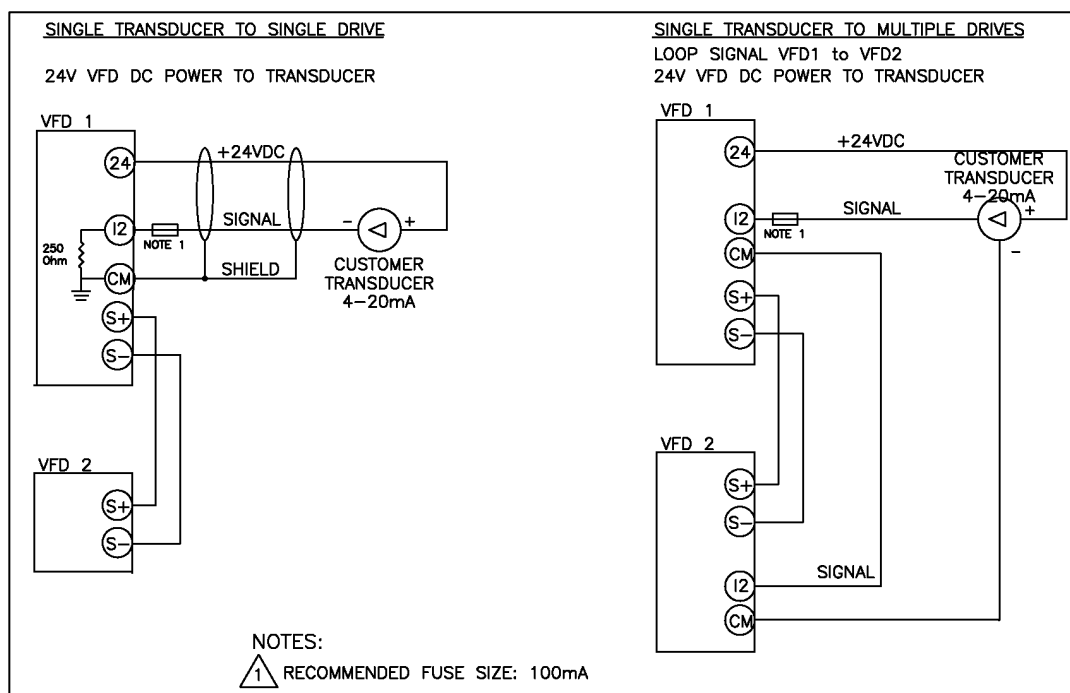 SINGLE TRANSDUCER TO SINGLE DRIVE
24V VFD DC POWER TO TRANSDUCER
VFD 1
24
+24VDC
I2
NOTE 1
SIGNAL
−
+
250
Ohm
CM
SHIELD
CUSTOMER
TRANSDUCER
4−20mA
S+
S−
VFD 2
S+
S−
SINGLE TRANSDUCER TO MULTIPLE DRIVES
LOOP SIGNAL VFD1 to VFD2
24V VFD DC POWER TO TRANSDUCER
VFD 1
24
+24VDC
CUSTOMER
TRANSDUCER
4−20mA
I2
NOTE 1
SIGNAL
+
−
CM
S+
S−
VFD 2
S+
S−
I2
SIGNAL
CM
NOTES:
1 RECOMMENDED FUSE SIZE: 100mA